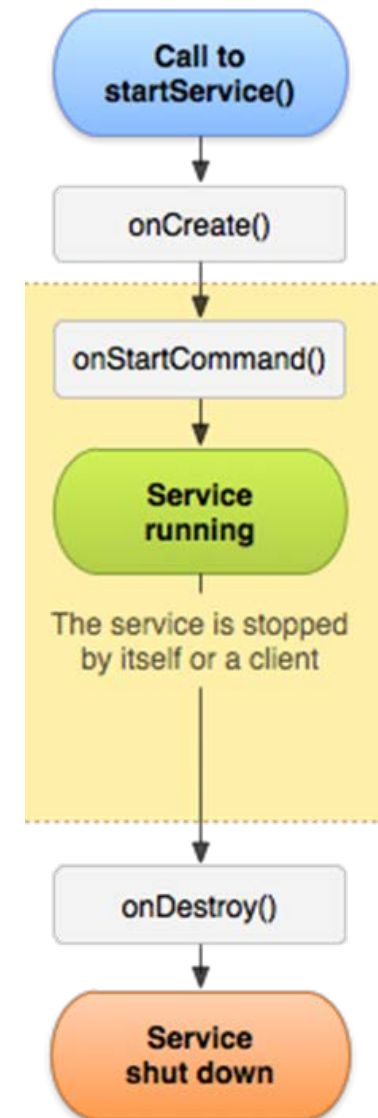 Call to
startService()
onCreate()
onStartCommand()
Service
running
The service is stopped
by itself or a client
onDestroy()
Service
shut down